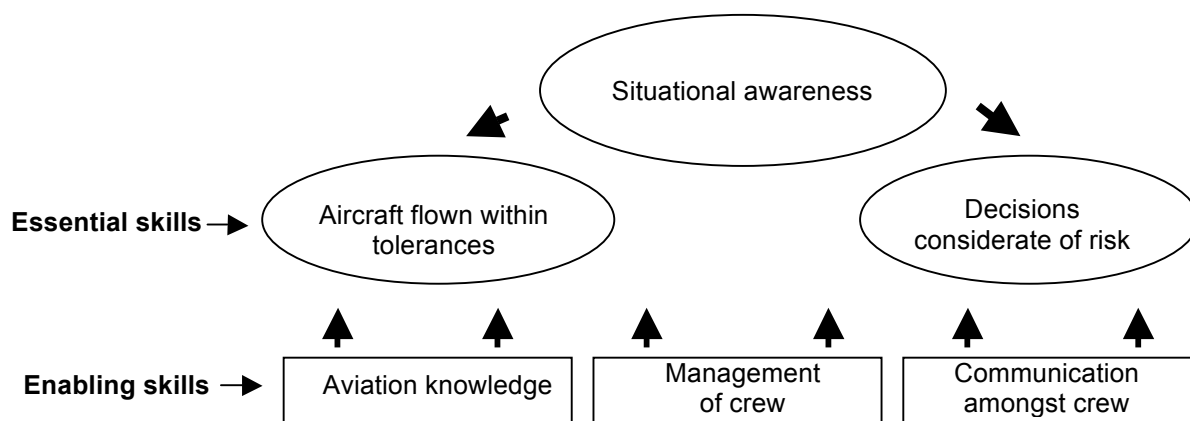 Situational awareness
Essential skills
Aircraft flown within
tolerances
Decisions
considerate of risk
Enabling skills
Aviation knowledge
Management
of crew
Communication
amongst crew